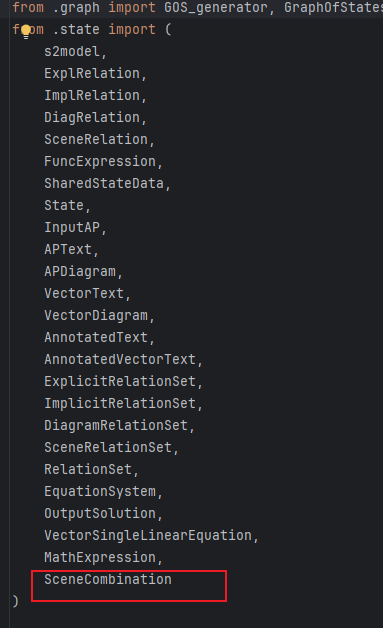 from .graph import GOS_generator, GraphOfStates
from .state import (
s2model,
ExplRelation,
ImplRelation,
DiagRelation,
SceneRelation,
FuncExpression,
SharedStateData,
State,
InputAP,
APText,
APDiagram,
VectorText,
VectorDiagram,
AnnotatedText,
AnnotatedVectorText,
ExplicitRelationSet,
ImplicitRelationSet,
DiagramRelationSet,
SceneRelationSet,
RelationSet,
EquationSystem,
OutputSolution,
VectorSingleLinearEquation,
MathExpression,
SceneCombination
)